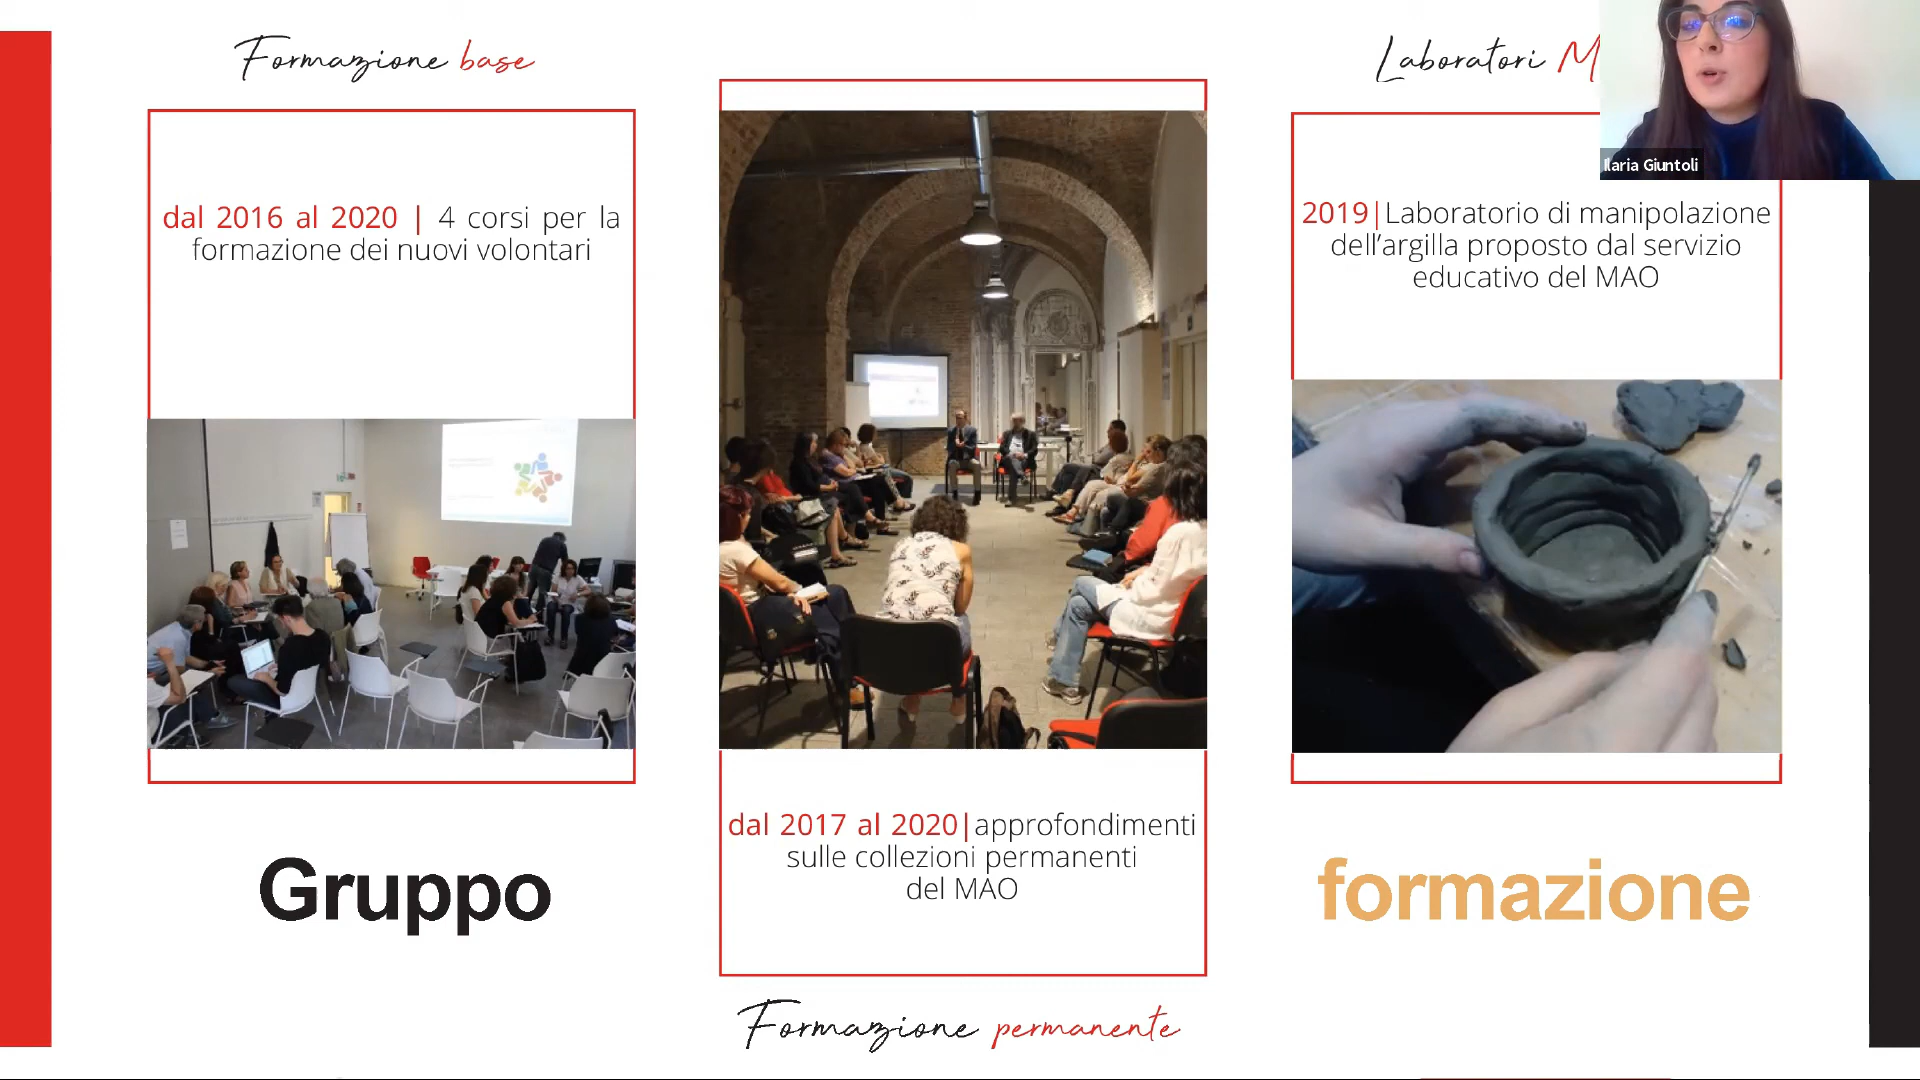 Formazione base
dal 2016 al 2020 | 4 corsi per la
formazione dei nuovi volontari
Gruppo
dal 2017 al 2020|approfondimenti
sulle collezioni permanenti
del MAO
Formazione permanente
Laboratori M
Ilaria Giuntoli
2019|Laboratorio di manipolazione
dell'argilla proposto dal servizio
educativo del MAO
formazione